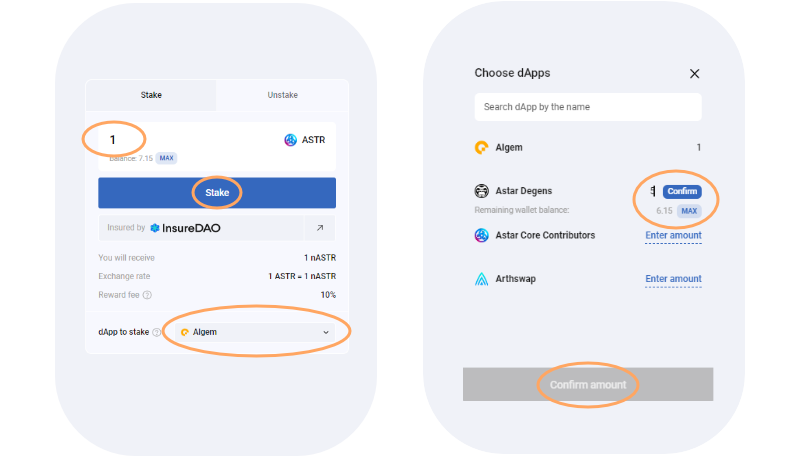 Stake Unstake
1 ASTR
Balance: 7.15 MAX
Stake
Insured by InsureDAO
You will receive 1 nASTR
Exchange rate 1 ASTR = 1 nASTR
Reward fee ? 10%
dApp to stake ? Algem
Choose dApps
Search dApp by the name
Algem 1
Astar Degens 5 Confirm
Remaining wallet balance: 6.15 MAX
Astar Core Contributors Enter amount
Arthswap Enter amount
Confirm amount